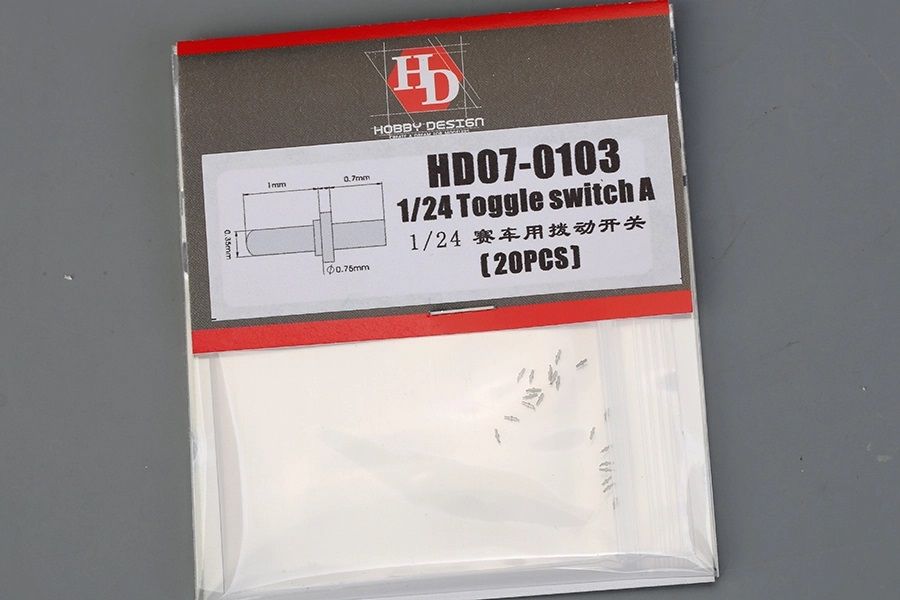 HD
HOBBY DESIGN
HD07-0103
1/24 Toggle switch A
1/24 赛车用拨动开关
(20PCS)
1mm
0.7mm
0.35mm
Φ0.75mm